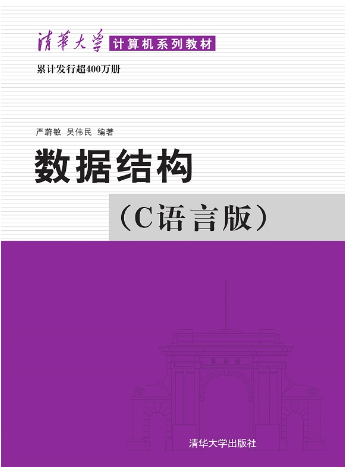 清华大学 计算机系列教材
累计发行超400万册
严蔚敏 吴伟民 编著
数据结构
（C语言版）
清华大学出版社